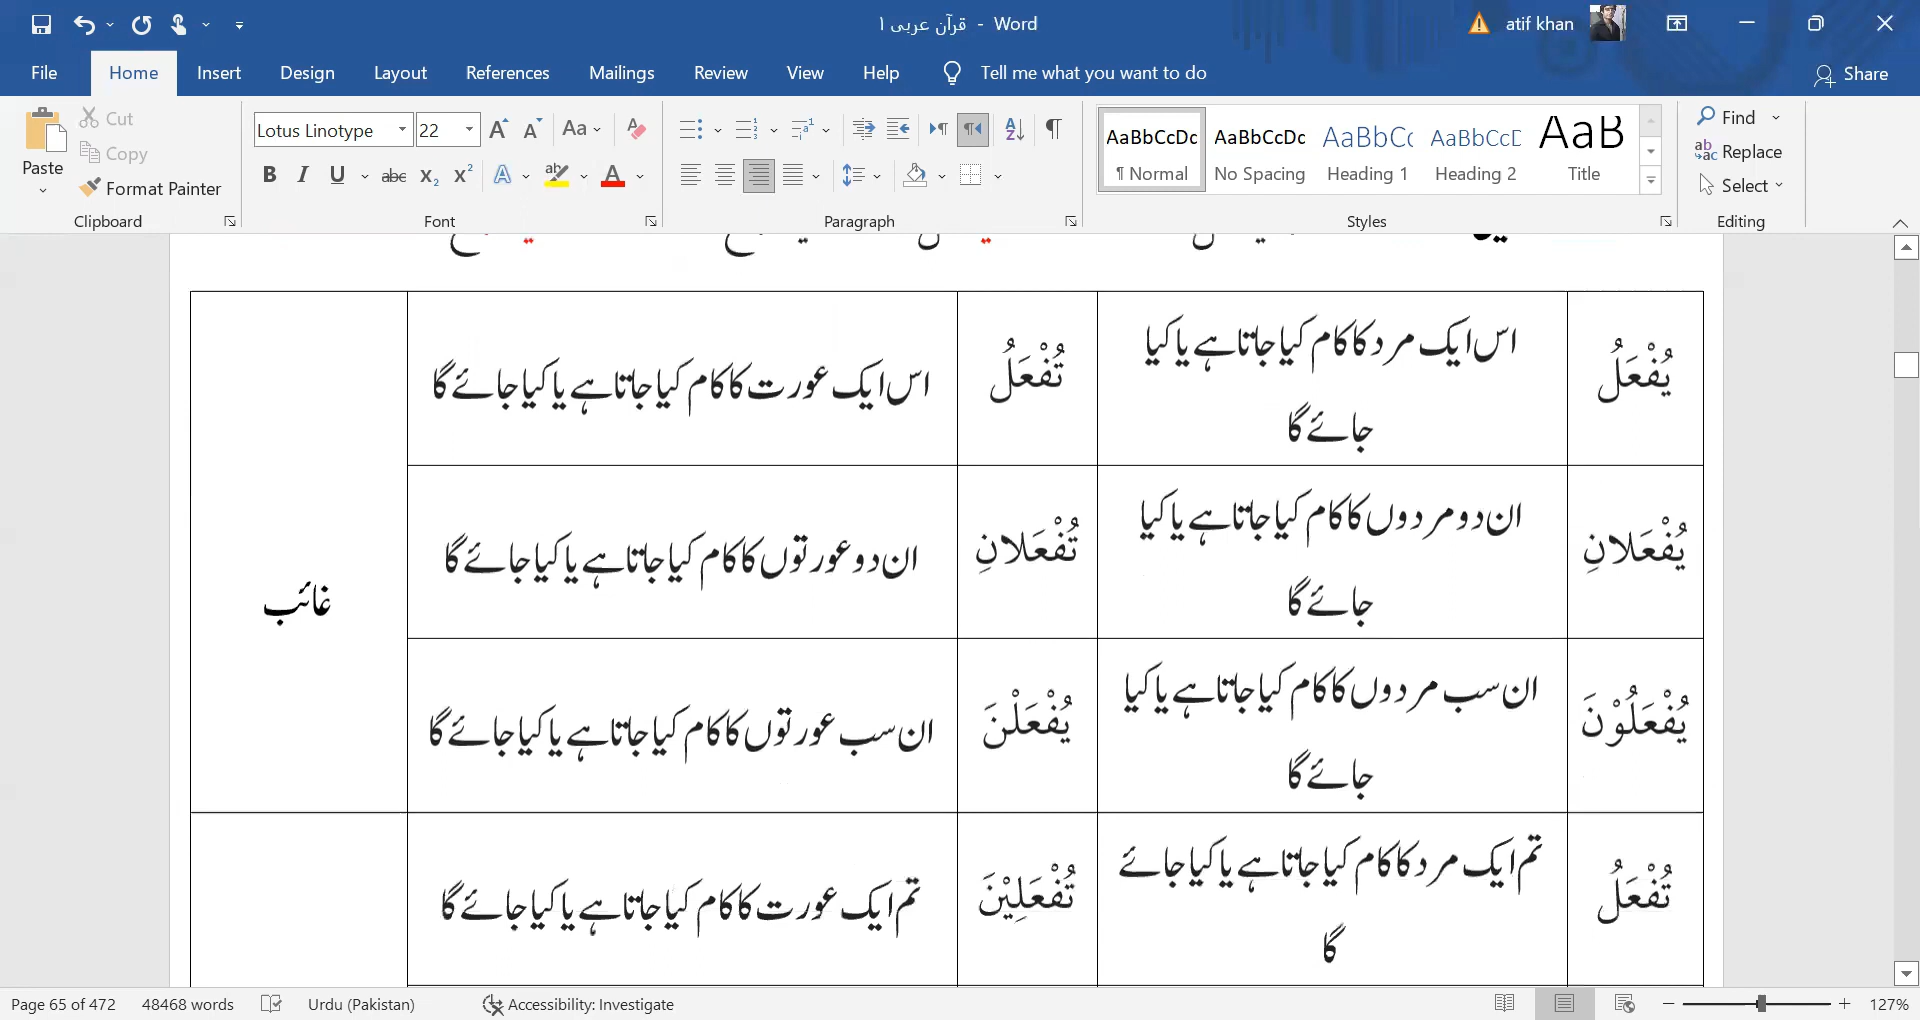 قرآن عربی ۱ - Word
atif khan
File Home Insert Design Layout References Mailings Review View Help Tell me what you want to do
Share
Paste
Cut
Copy
Format Painter
Clipboard
Lotus Linotype 22
Font
Paragraph
AaBbCcDc AaBbCcDc AaBbCc AaBbCcD AaB
¶ Normal No Spacing Heading 1 Heading 2 Title
Styles
Find
Replace
Select
Editing
يُفْعَلُ
اس ایک مرد کا کام کیا جاتا ہے یا کیا
جائے گا
تُفْعَلُ
اس ایک عورت کا کام کیا جاتا ہے یا کیا جائے گا
غائب
يُفْعَلانِ
ان دو مردوں کا کام کیا جاتا ہے یا کیا
جائے گا
تُفْعَلانِ
ان دو عورتوں کا کام کیا جاتا ہے یا کیا جائے گا
يُفْعَلُوْنَ
ان سب مردوں کا کام کیا جاتا ہے یا کیا
جائے گا
يُفْعَلْنَ
ان سب عورتوں کا کام کیا جاتا ہے یا کیا جائے گا
تُفْعَلُ
تم ایک مرد کا کام کیا جاتا ہے یا کیا جائے
گا
تُفْعَلِيْنَ
تم ایک عورت کا کام کیا جاتا ہے یا کیا جائے گا
Page 65 of 472 48468 words Urdu (Pakistan) Accessibility: Investigate 127%